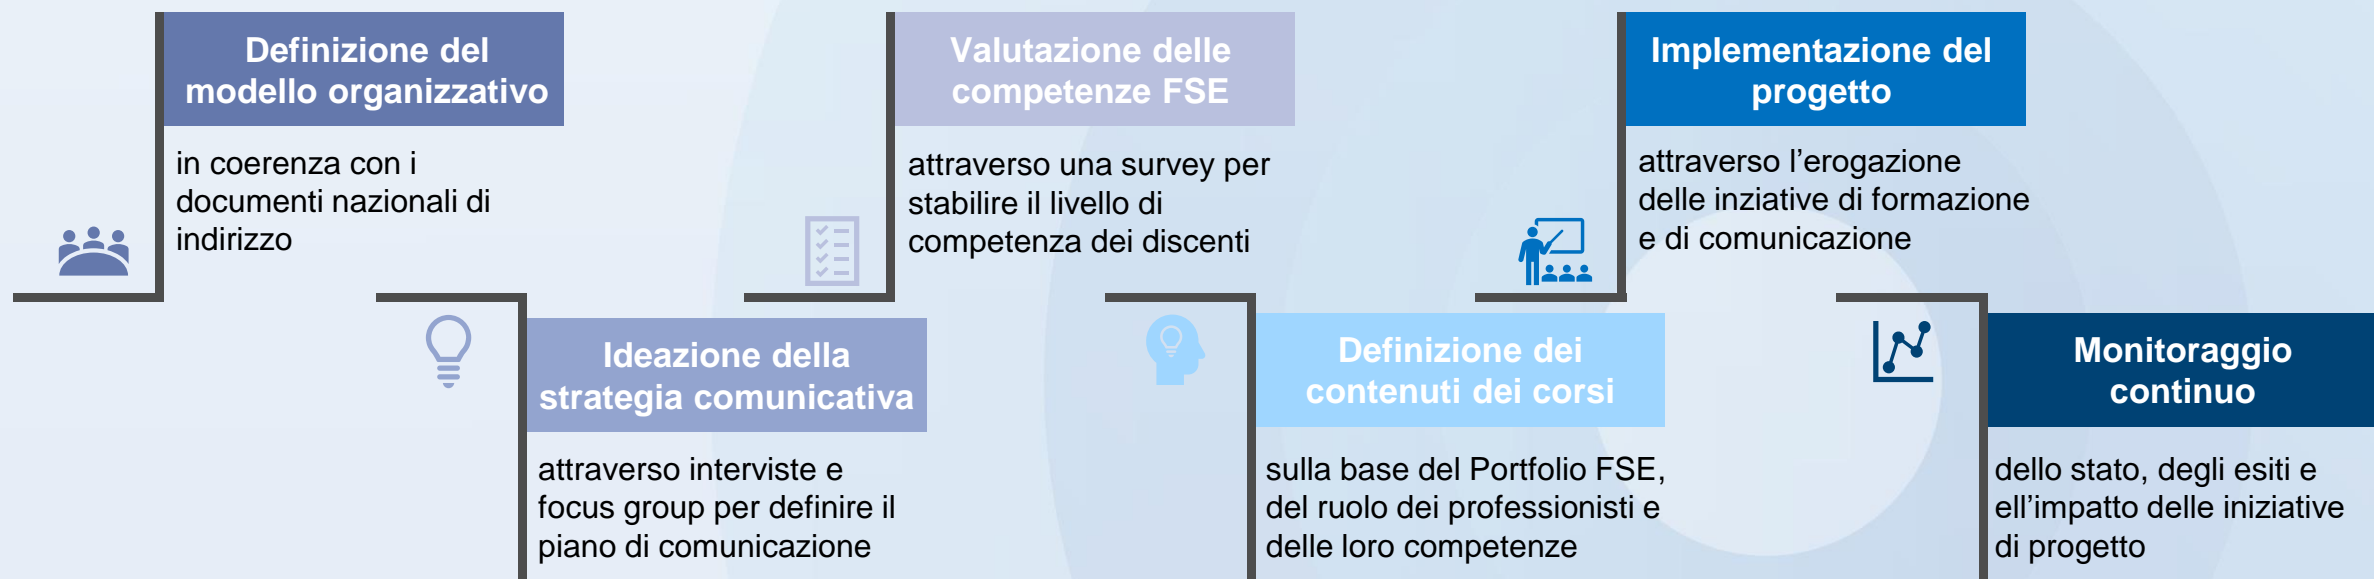 Definizione del
modello organizzativo
in coerenza con i
documenti nazionali di
indirizzo
Ideazione della
strategia comunicativa
attraverso interviste e
focus group per definire il
piano di comunicazione
Valutazione delle
competenze FSE
attraverso una survey per
stabilire il livello di
competenza dei discenti
Definizione dei
contenuti dei corsi
sulla base del Portfolio FSE,
del ruolo dei professionisti e
delle loro competenze
Implementazione del
progetto
attraverso l’erogazione
delle inziative di formazione
e di comunicazione
Monitoraggio
continuo
dello stato, degli esiti e
ell’impatto delle iniziative
di progetto